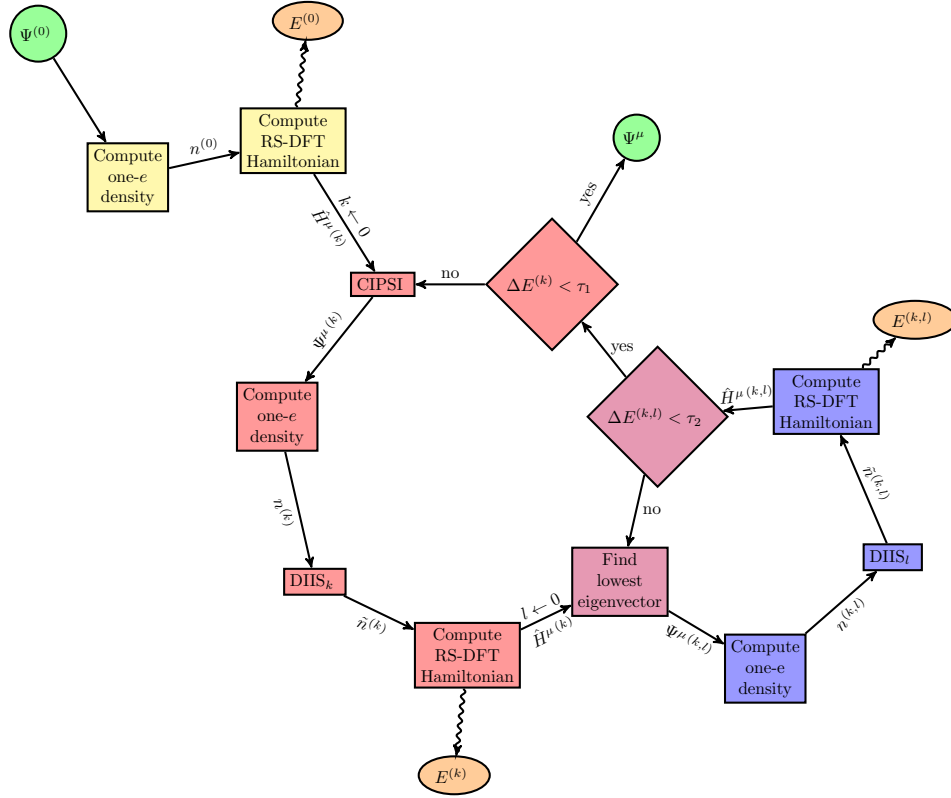 Ψ^(0)
E^(0)
Compute
one-e
density
n^(0)
Compute
RS-DFT
Hamiltonian
k ← 0
Ĥ^μ(k)
Ψ^μ
yes
ΔE^(k) < τ₁
no
CIPSI
Ψ^μ(k)
Compute
one-e
density
n^(k)
DIIS_k
ñ^(k)
Compute
RS-DFT
Hamiltonian
E^(k)
l ← 0
Ĥ^μ(k)
Find
lowest
eigenvector
Ψ^μ(k,l)
Compute
one-e
density
n^(k,l)
DIIS_l
ñ^(k,l)
Compute
RS-DFT
Hamiltonian
E^(k,l)
Ĥ^μ(k,l)
ΔE^(k,l) < τ₂
yes
no